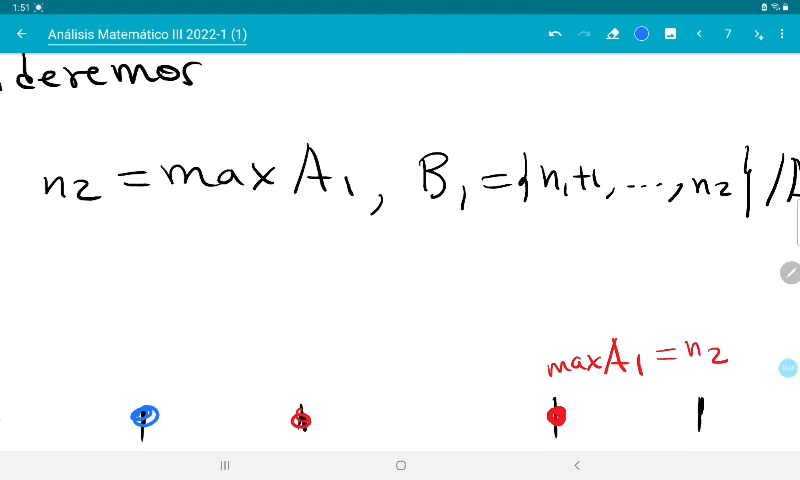 1:51
Análisis Matemático III 2022-1 (1)
7
deremos
n2 = max A1, B1 = {n1+1, ..., n2} /
max A1 = n2